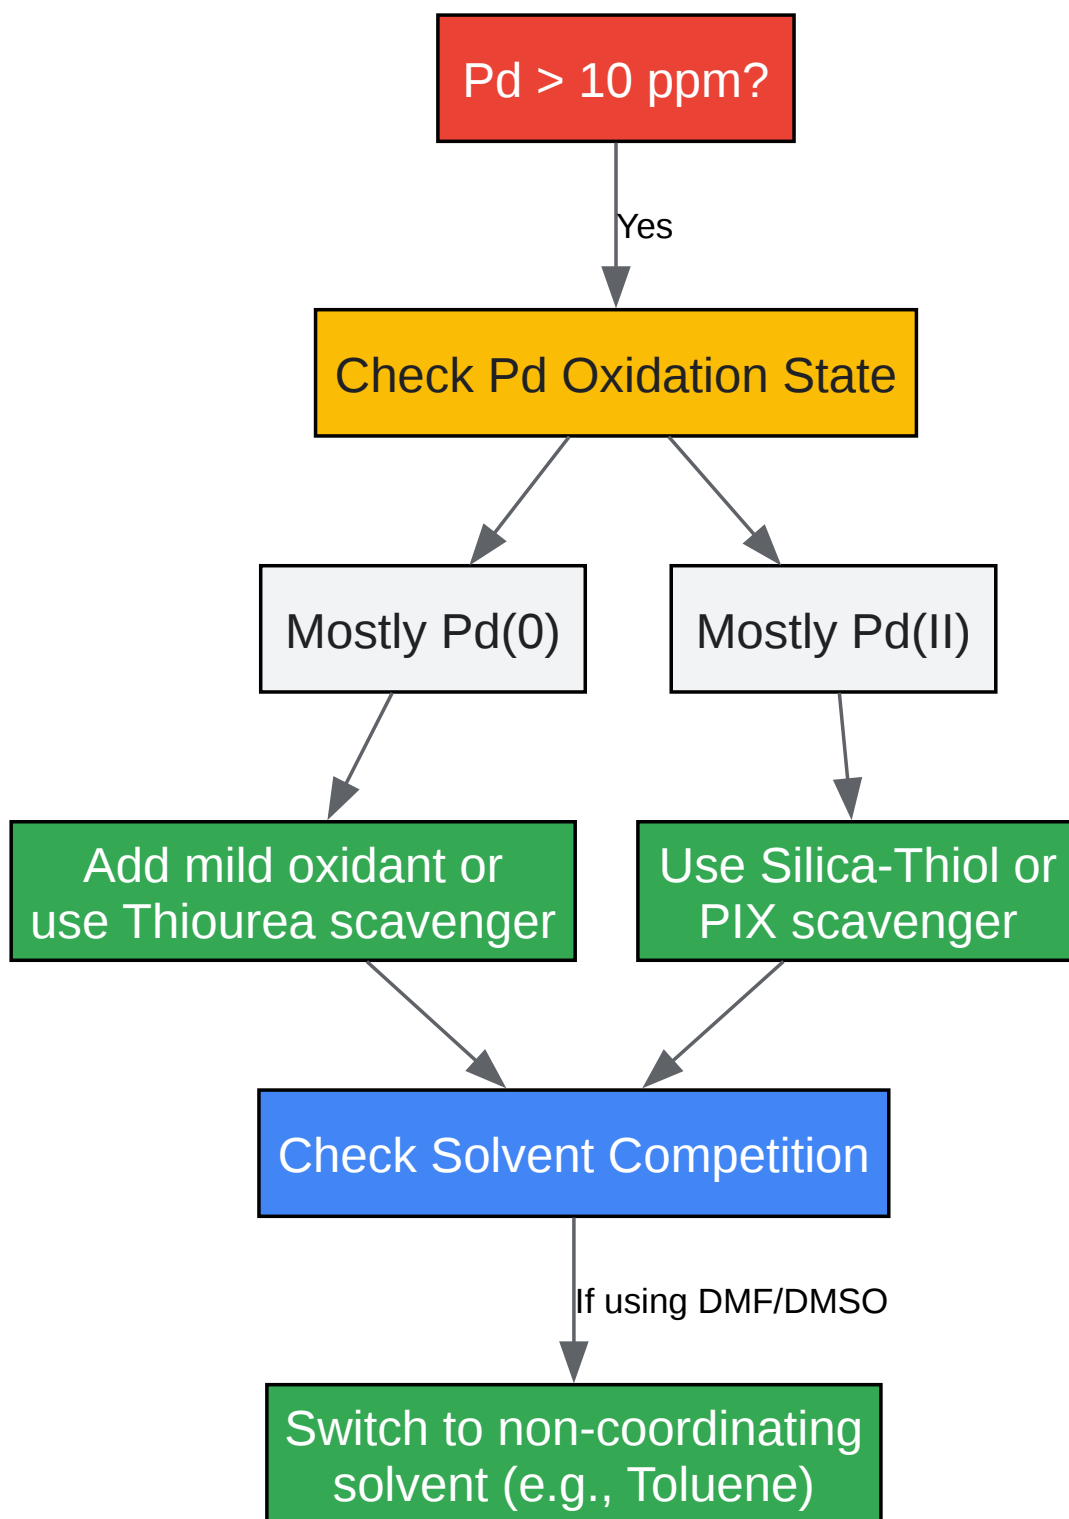 Pd > 10 ppm?
Yes
Check Pd Oxidation State
Mostly Pd(0)
Mostly Pd(II)
Add mild oxidant or
use Thiourea scavenger
Use Silica-Thiol or
PIX scavenger
Check Solvent Competition
If using DMF/DMSO
Switch to non-coordinating
solvent (e.g., Toluene)